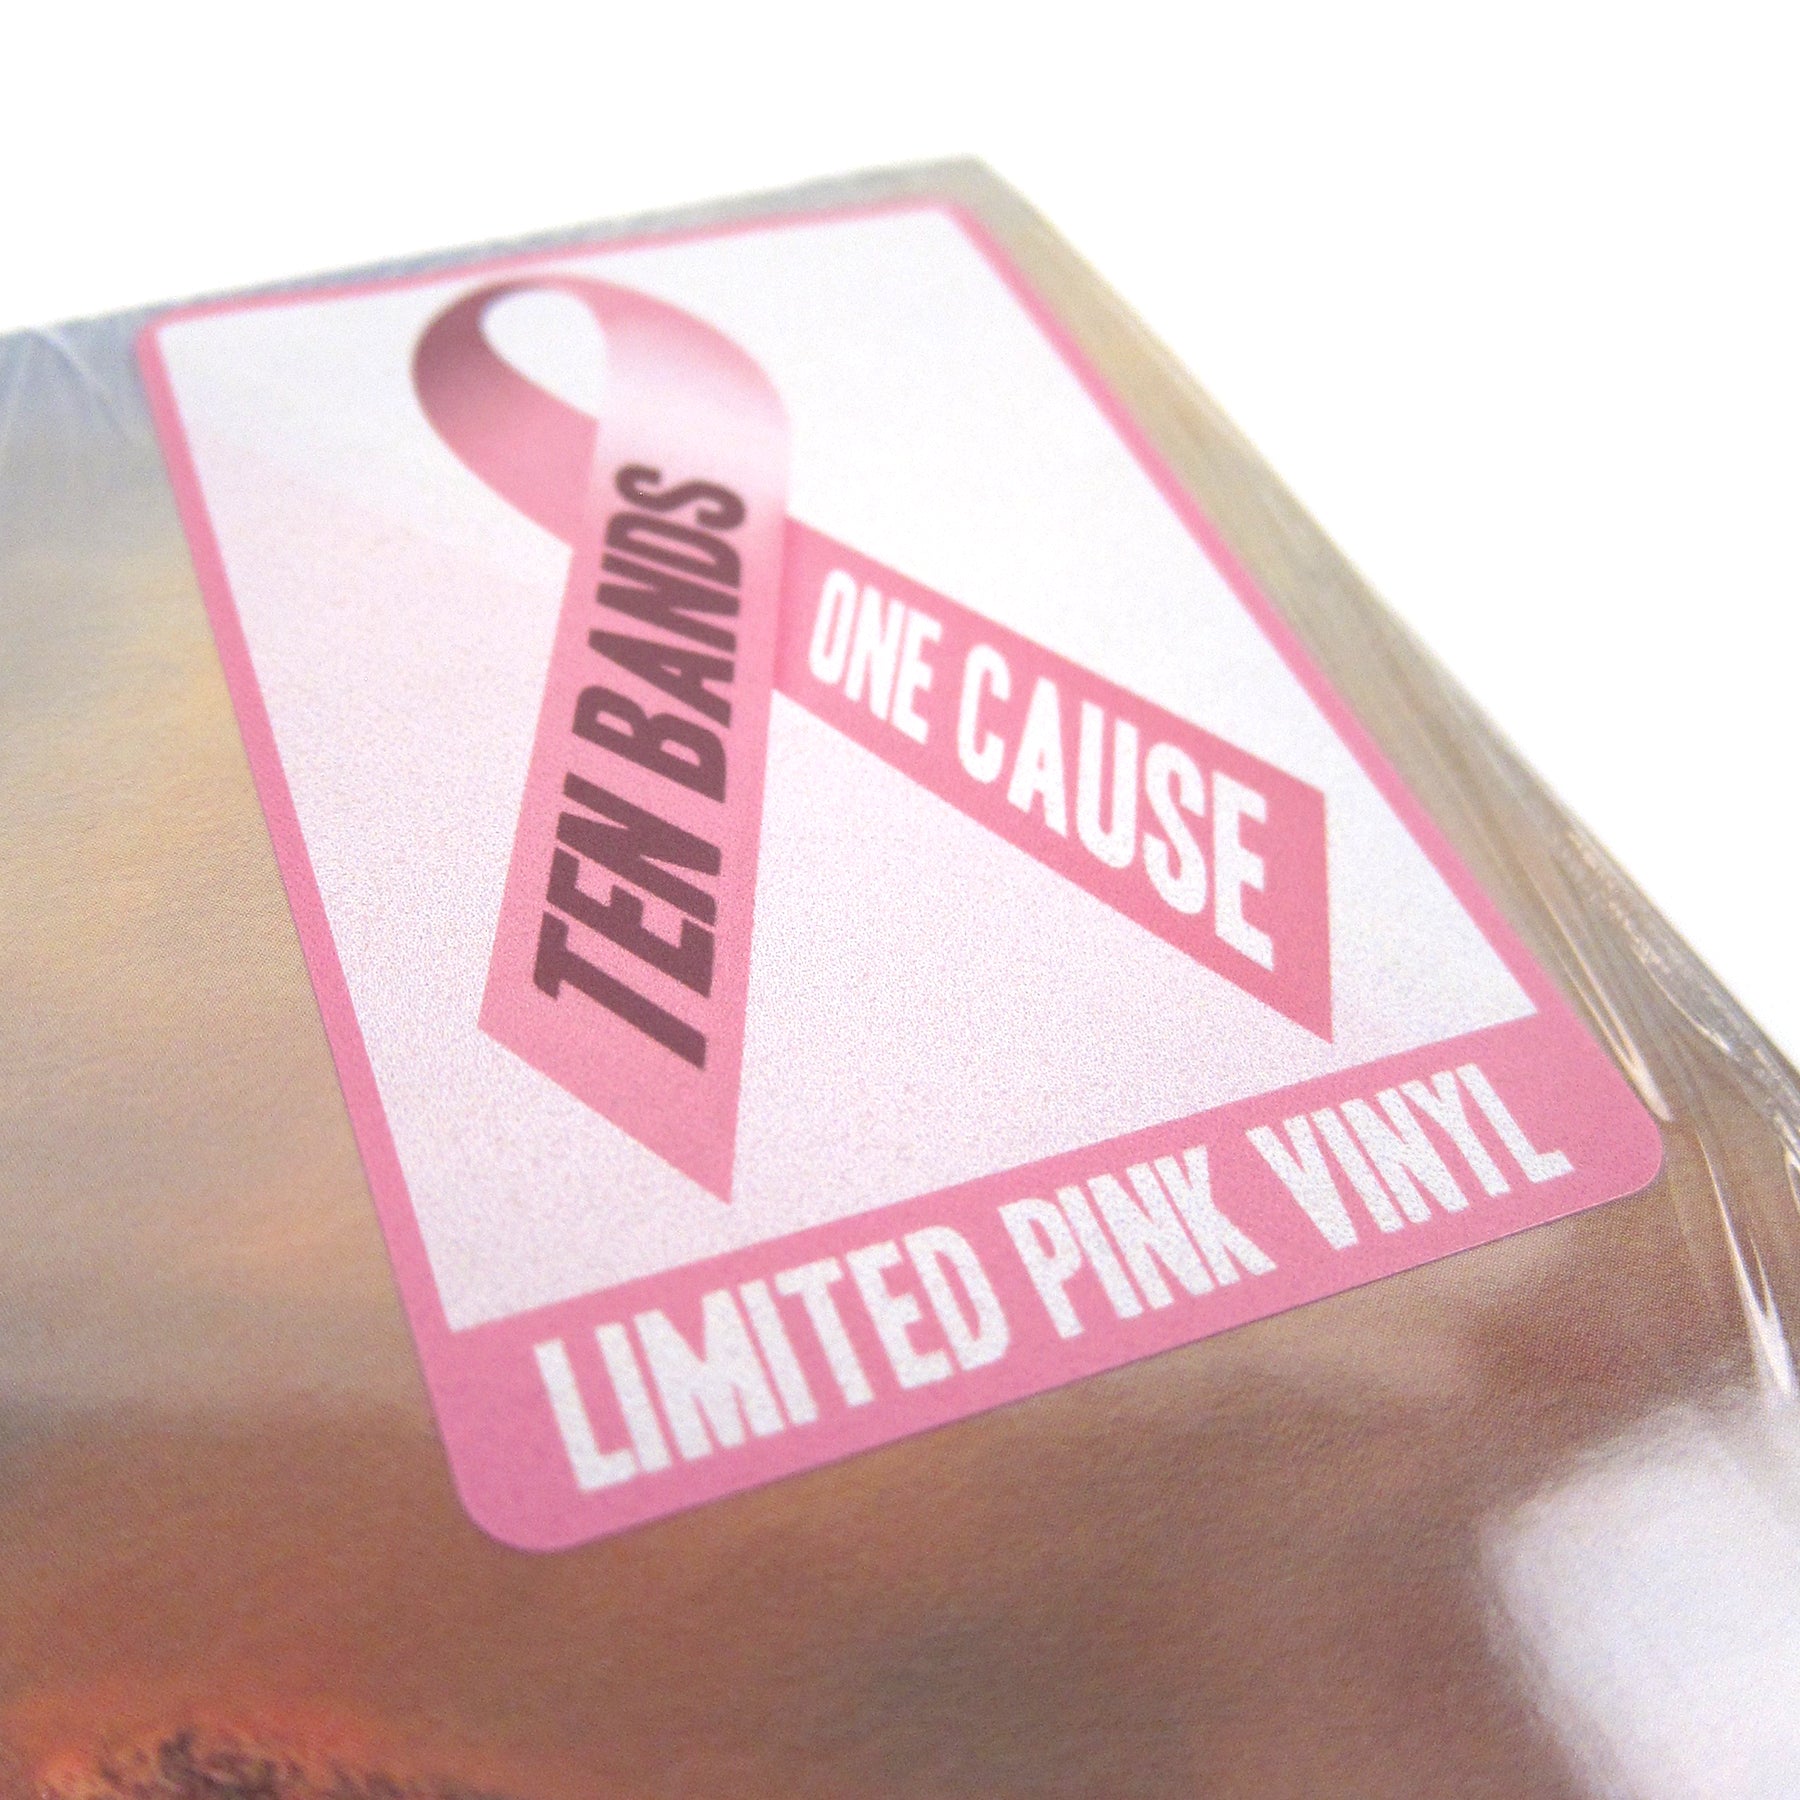 TEN BANDS
ONE CAUSE
LIMITED PINK VINYL